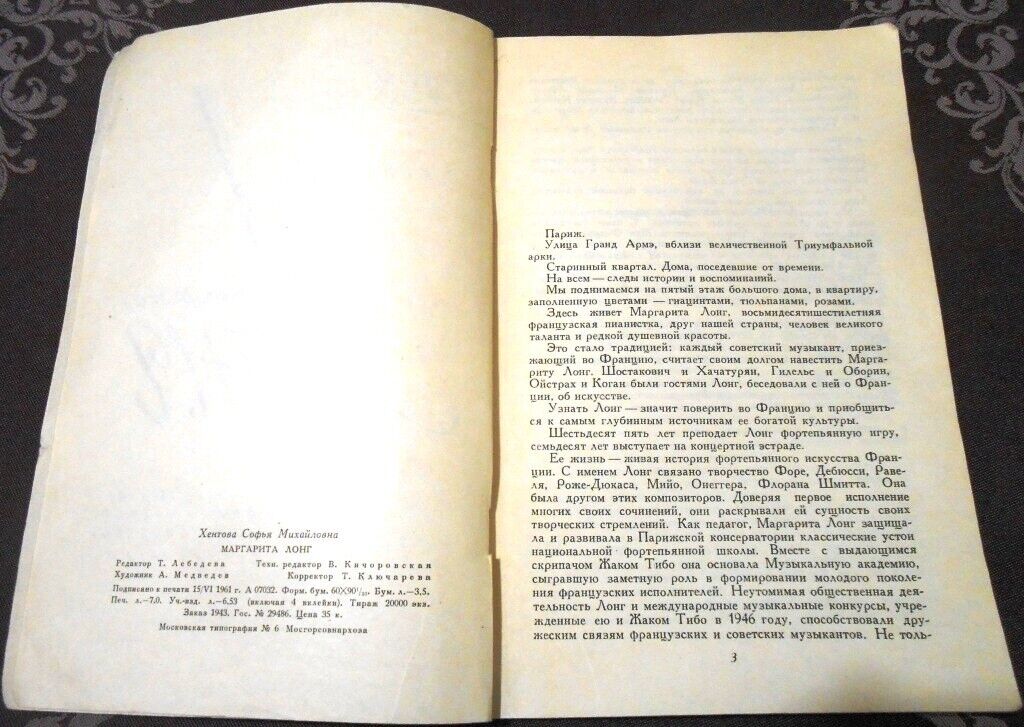 Хентова Софья Михайловна
МАРГАРИТА ЛОНГ
Редактор Т. Лебедева Техн. редактор В. Кичоровская
Художник А. Медведев Корректор Т. Ключарева
Подписано к печати 15/VI 1961 г. А 07032. Форм. бум. 60X90¹/₁₆. Бум. л.—3,5.
Печ. л.—7,0. Уч.-изд. л.—6,53 (включая 4 вклейки). Тираж 20000 экз.
Заказ 1943. Гос. № 29486. Цена 35 к.
Московская типография № 6 Мосгорсовнархоза
Париж.
Улица Гранд Армэ, вблизи величественной Триумфальной
арки.
Старинный квартал. Дома, поседевшие от времени.
На всем — следы истории и воспоминаний.
Мы поднимаемся на пятый этаж большого дома, в квартиру,
заполненную цветами — гиацинтами, тюльпанами, розами.
Здесь живет Маргарита Лонг, восьмидесятишестилетняя
французская пианистка, друг нашей страны, человек великого
таланта и редкой душевной красоты.
Это стало традицией: каждый советский музыкант, приез-
жающий во Францию, считает своим долгом навестить Марга-
риту Лонг. Шостакович и Хачатурян, Гилельс и Оборин,
Ойстрах и Коган были гостями Лонг, беседовали с ней о Фран-
ции, об искусстве.
Узнать Лонг — значит поверить во Францию и приобщить-
ся к самым глубинным источникам ее богатой культуры.
Шестьдесят пять лет преподает Лонг фортепьянную игру,
семьдесят лет выступает на концертной эстраде.
Ее жизнь — живая история фортепьянного искусства Фран-
ции. С именем Лонг связано творчество Форе, Дебюсси, Раве-
ля, Роже-Дюкаса, Мийо, Онеггера, Флорана Шмитта. Она
была другом этих композиторов. Доверяя первое исполнение
многих своих сочинений, они раскрывали ей сущность своих
творческих стремлений. Как педагог, Маргарита Лонг защища-
ла и развивала в Парижской консерватории классические устои
национальной фортепьянной школы. Вместе с выдающимся
скрипачом Жаком Тибо она основала Музыкальную академию,
сыгравшую заметную роль в формировании молодого поколе-
ния французских исполнителей. Неутомимая общественная дея-
тельность Лонг и международные музыкальные конкурсы, учре-
жденные ею и Жаком Тибо в 1946 году, способствовали дру-
жеским связям французских и советских музыкантов. Не толь-
3